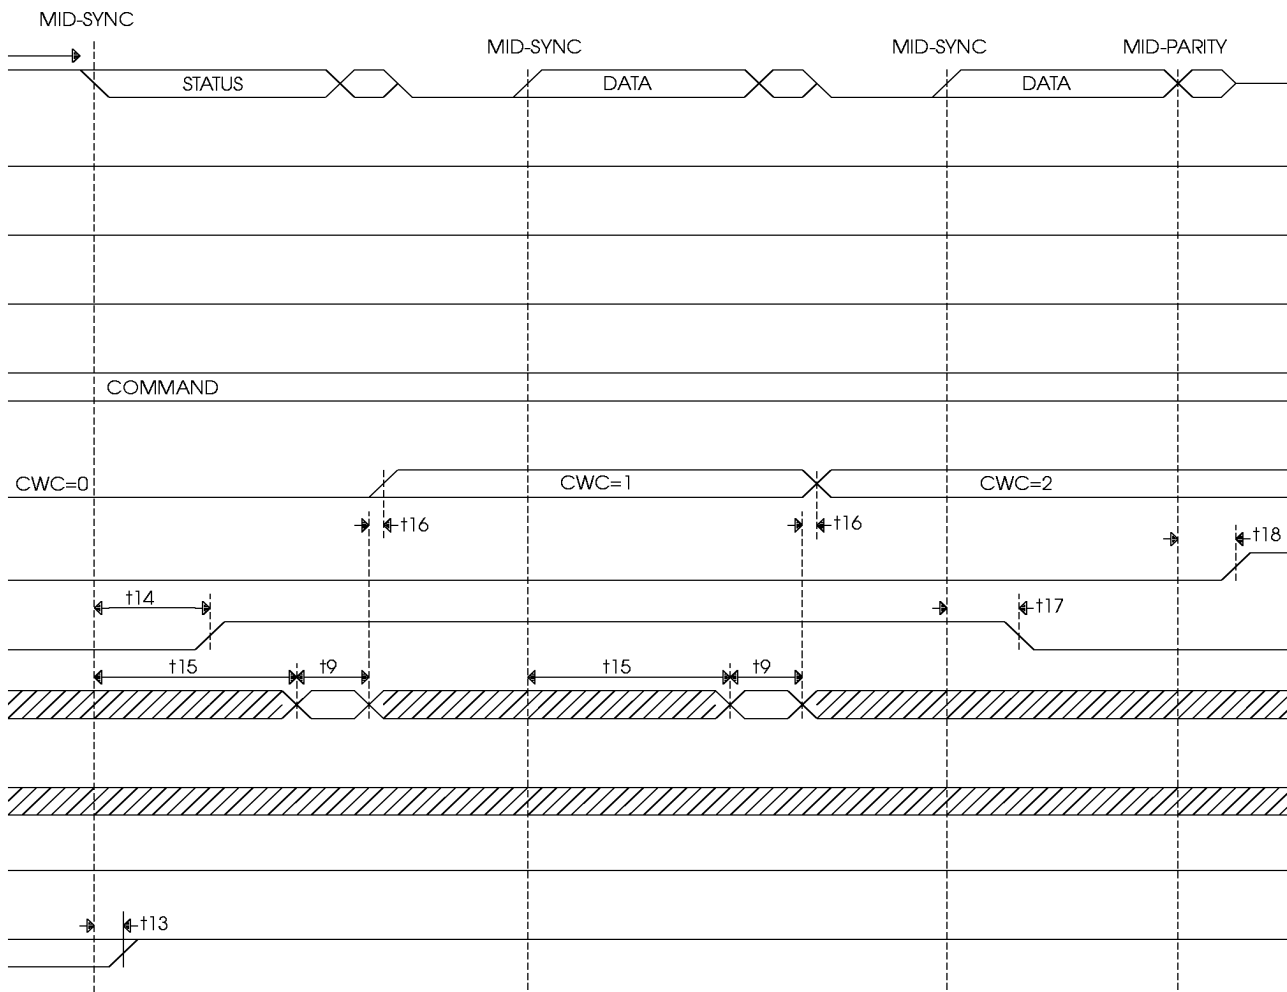 MID-SYNC
MID-SYNC MID-SYNC MID-PARITY
STATUS DATA DATA
COMMAND
CWC=0 CWC=1 CWC=2
t16 t16 t18
t14 t17
t15 t9 t15 t9
t13